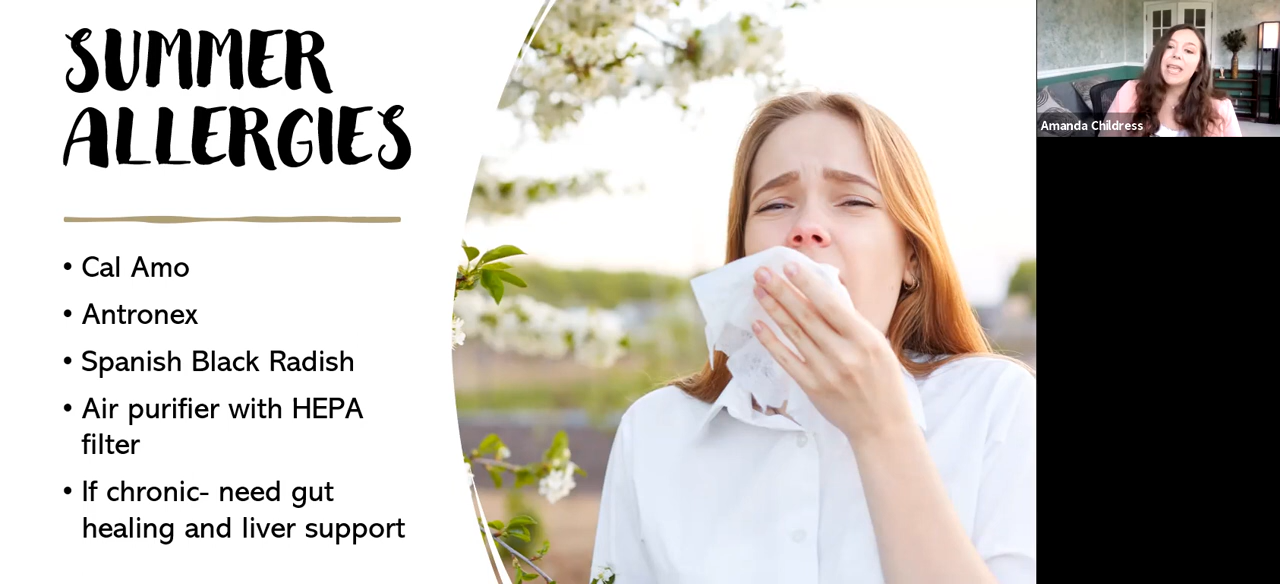 SUMMER
ALLERGIES
• Cal Amo
• Antronex
• Spanish Black Radish
• Air purifier with HEPA
filter
• If chronic- need gut
healing and liver support
Amanda Childress